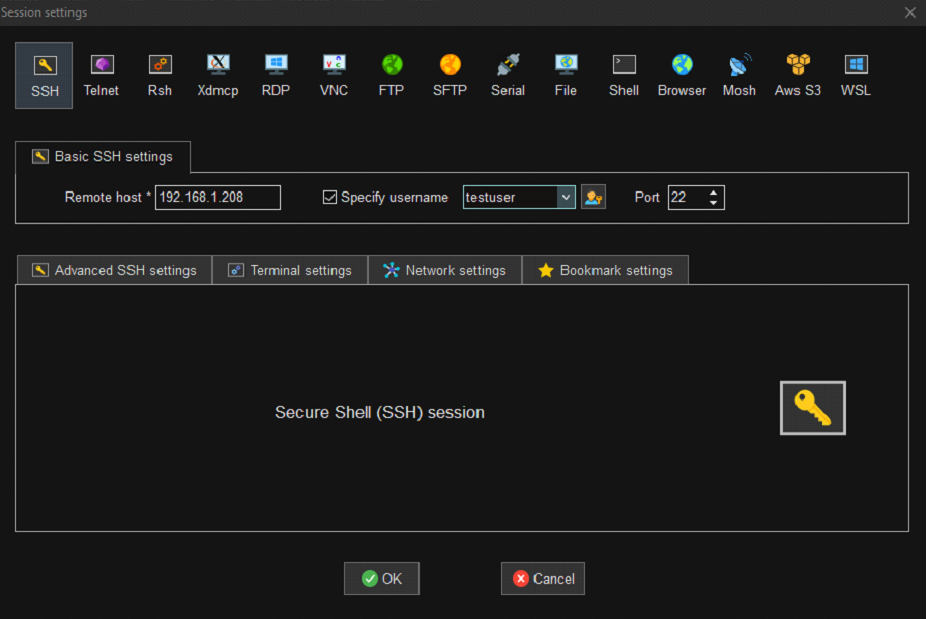 Session settings
SSH Telnet Rsh Xdmcp RDP VNC FTP SFTP Serial File Shell Browser Mosh Aws S3 WSL
Basic SSH settings
Remote host * 192.168.1.208 Specify username testuser Port 22
Advanced SSH settings Terminal settings Network settings Bookmark settings
Secure Shell (SSH) session
OK Cancel